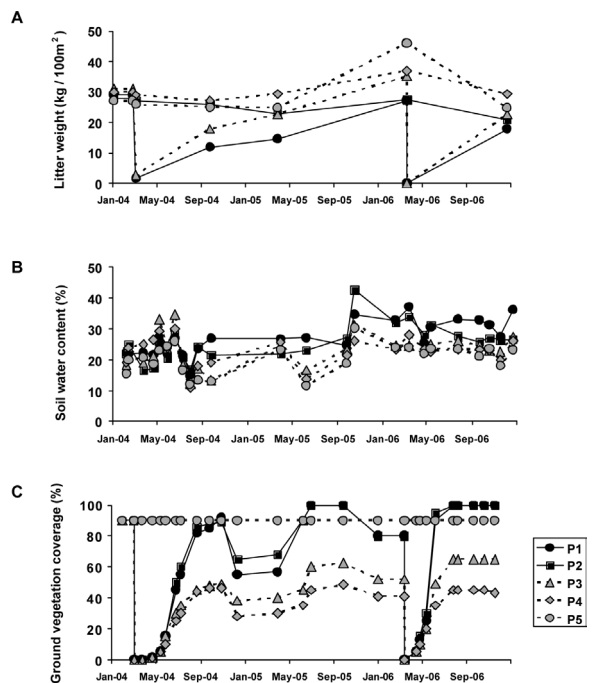 A
Litter weight (kg / 100m²)
50
40
30
20
10
0
Jan-04 May-04 Sep-04 Jan-05 May-05 Sep-05 Jan-06 May-06 Sep-06
B
Soil water content (%)
50
40
30
20
10
0
Jan-04 May-04 Sep-04 Jan-05 May-05 Sep-05 Jan-06 May-06 Sep-06
C
Ground vegetation coverage (%)
100
80
60
40
20
0
Jan-04 May-04 Sep-04 Jan-05 May-05 Sep-05 Jan-06 May-06 Sep-06
P1
P2
P3
P4
P5